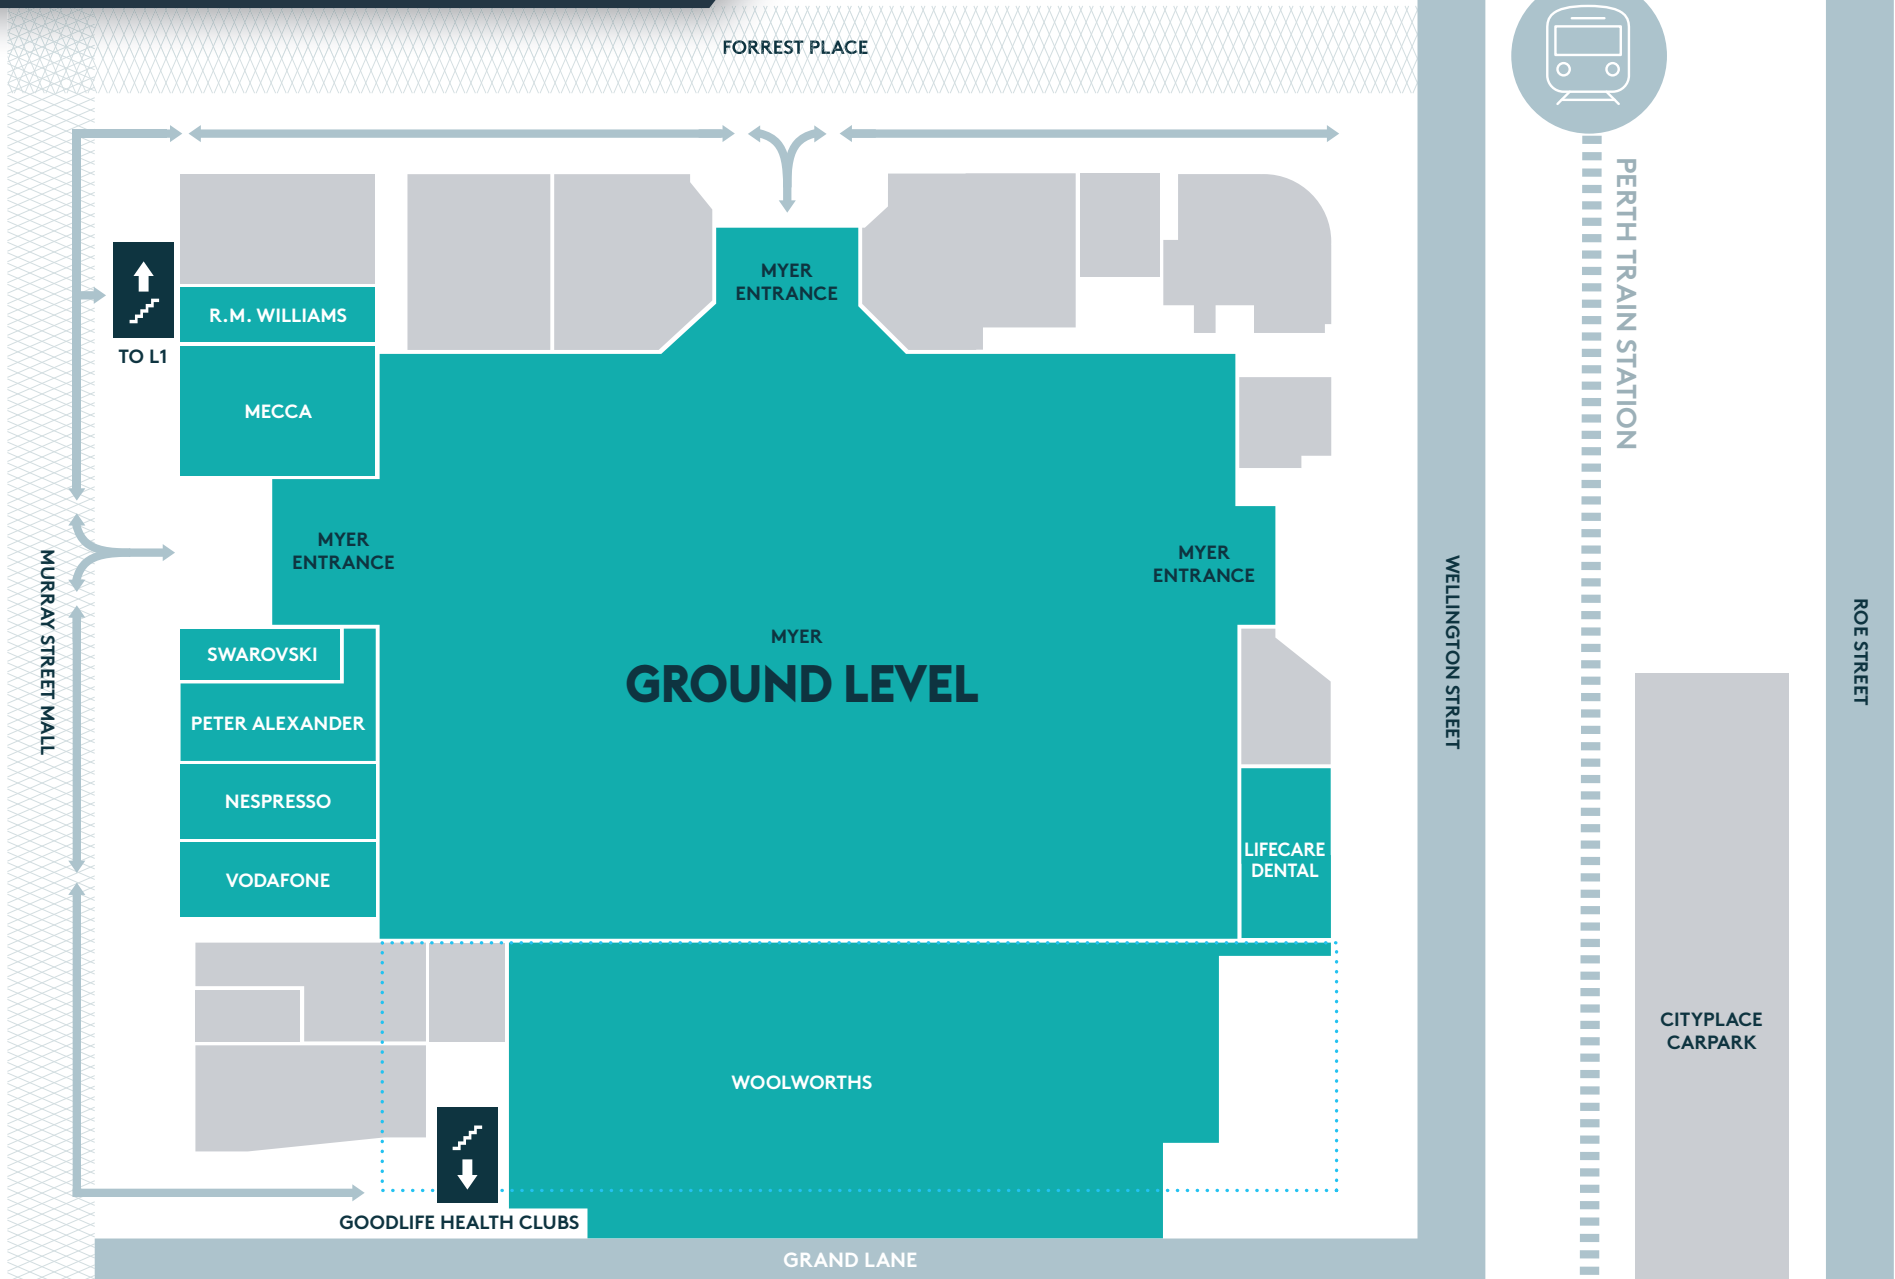 FORREST PLACE
MYER
ENTRANCE
R.M. WILLIAMS
TO L1
MECCA
PERTH TRAIN STATION
MYER
ENTRANCE
MYER
ENTRANCE
MURRAY STREET MALL
WELLINGTON STREET
ROE STREET
SWAROVSKI
MYER
GROUND LEVEL
PETER ALEXANDER
NESPRESSO
VODAFONE
LIFECARE
DENTAL
CITYPLACE
CARPARK
WOOLWORTHS
GOODLIFE HEALTH CLUBS
GRAND LANE